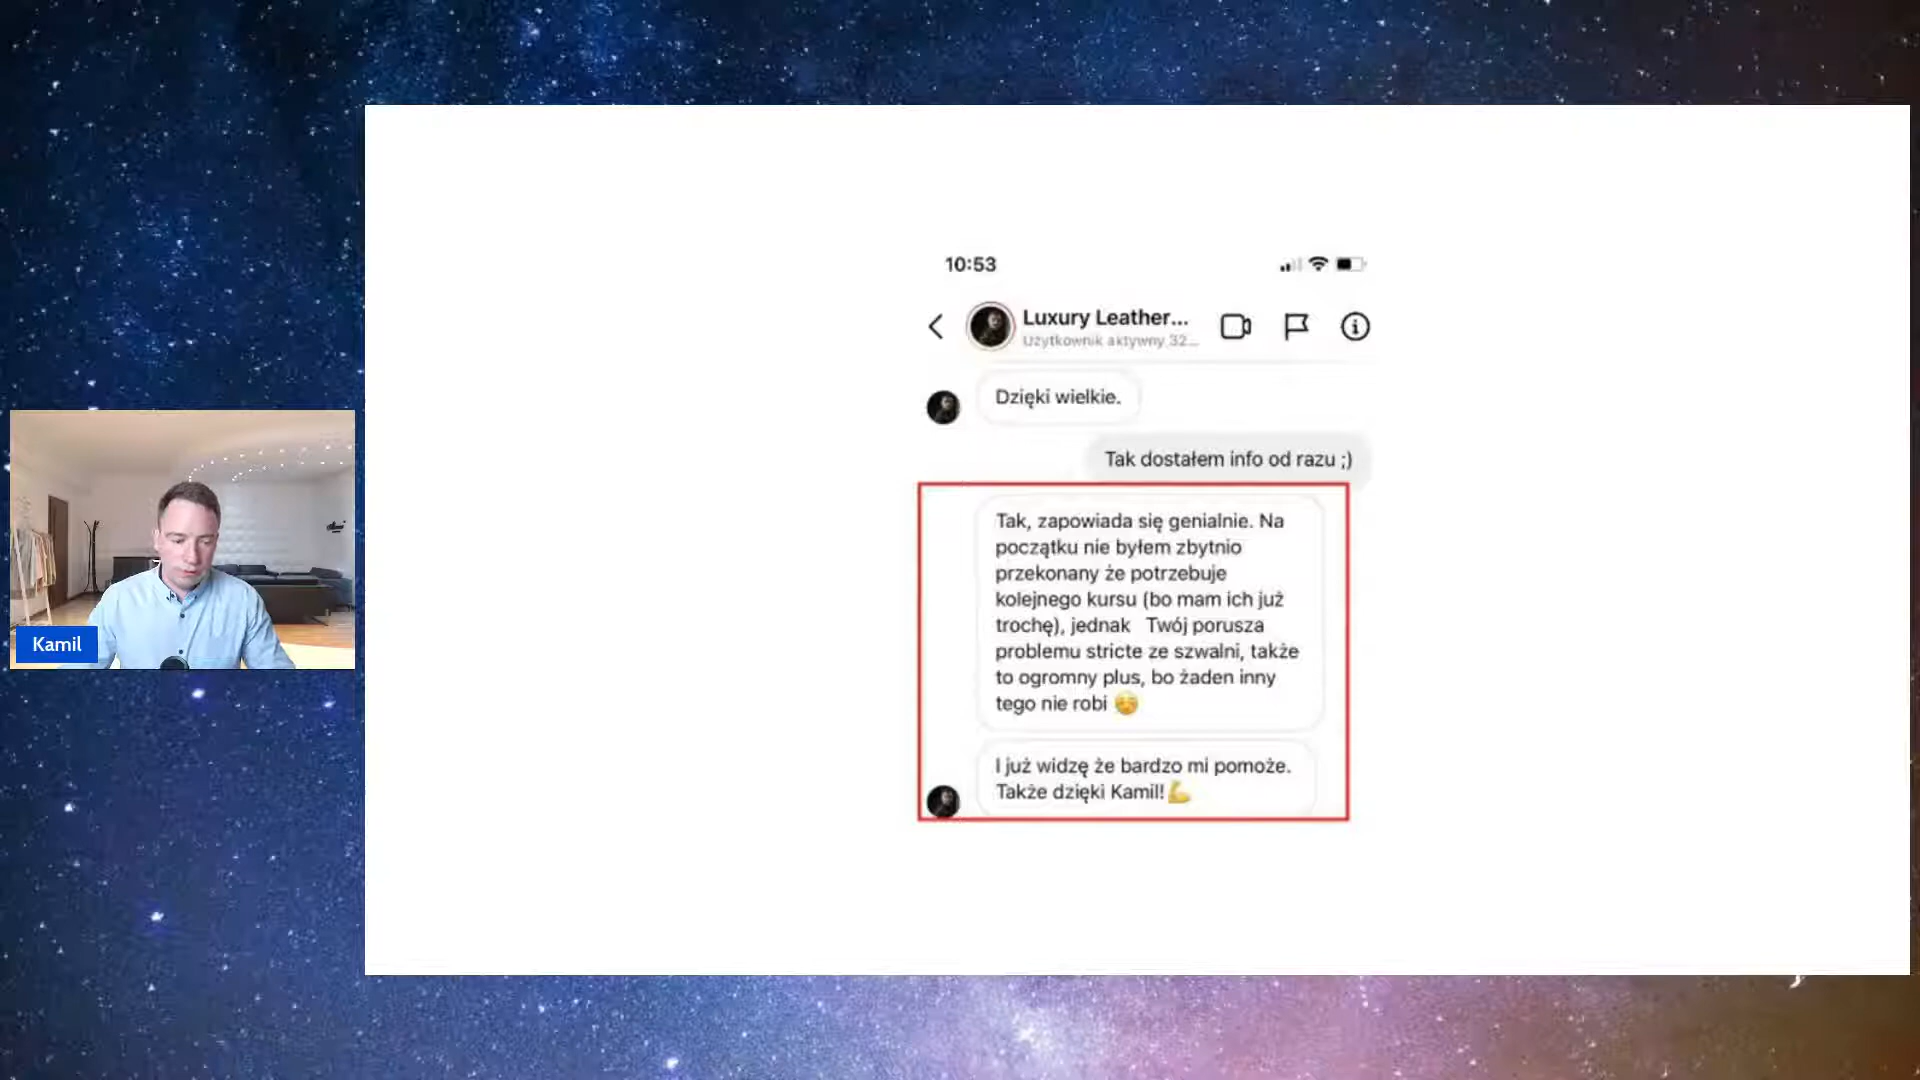 10:53
Luxury Leather...
Użytkownik aktywny 32...
Dzięki wielkie.
Tak dostałem info od razu ;)
Tak, zapowiada się genialnie. Na
początku nie byłem zbytnio
przekonany że potrzebuje
kolejnego kursu (bo mam ich już
trochę), jednak Twój porusza
problemu stricte ze szwalni, także
to ogromny plus, bo żaden inny
tego nie robi ☺️
I już widzę że bardzo mi pomoże.
Także dzięki Kamil!💪
Kamil